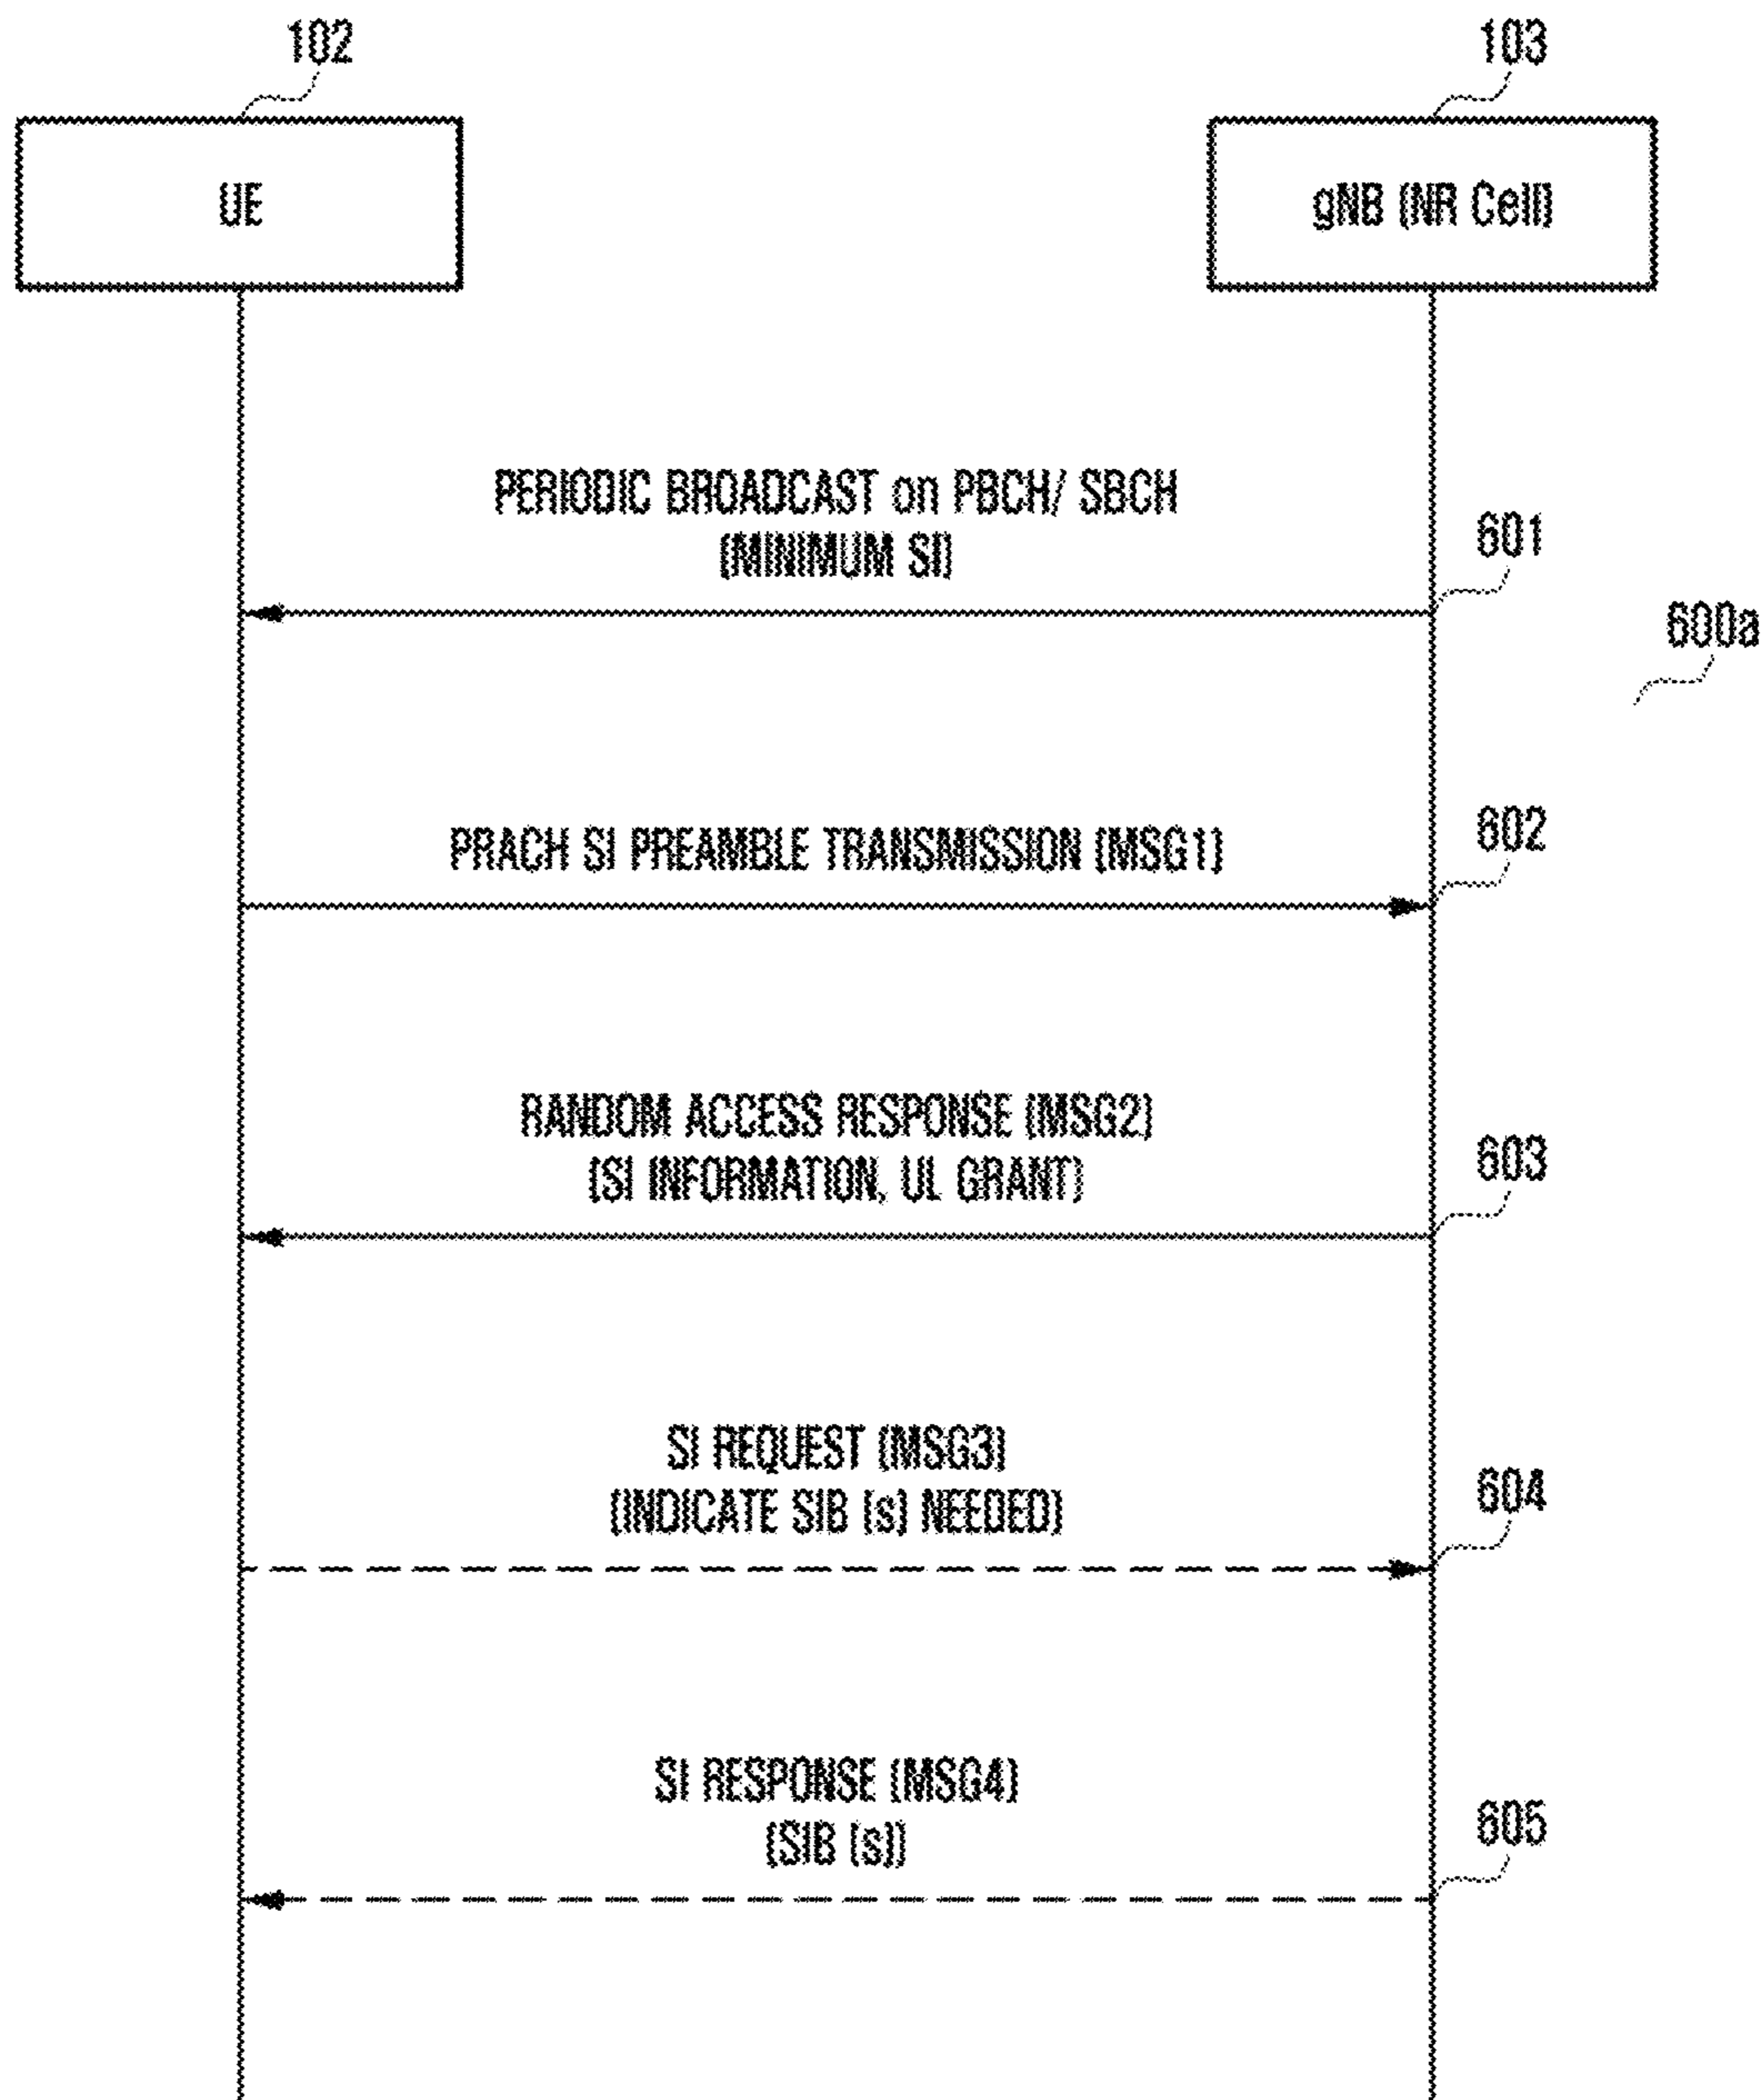 102
103
UE
gNB (NR Cell)
PERIODIC BROADCAST on PBCH/ SBCH
(MINIMUM SI)
601
600a
PRACH SI PREAMBLE TRANSMISSION (MSG1)
602
RANDOM ACCESS RESPONSE (MSG2)
(SI INFORMATION, UL GRANT)
603
SI REQUEST (MSG3)
(INDICATE SIB (s) NEEDED)
604
SI RESPONSE (MSG4)
(SIB (s))
605